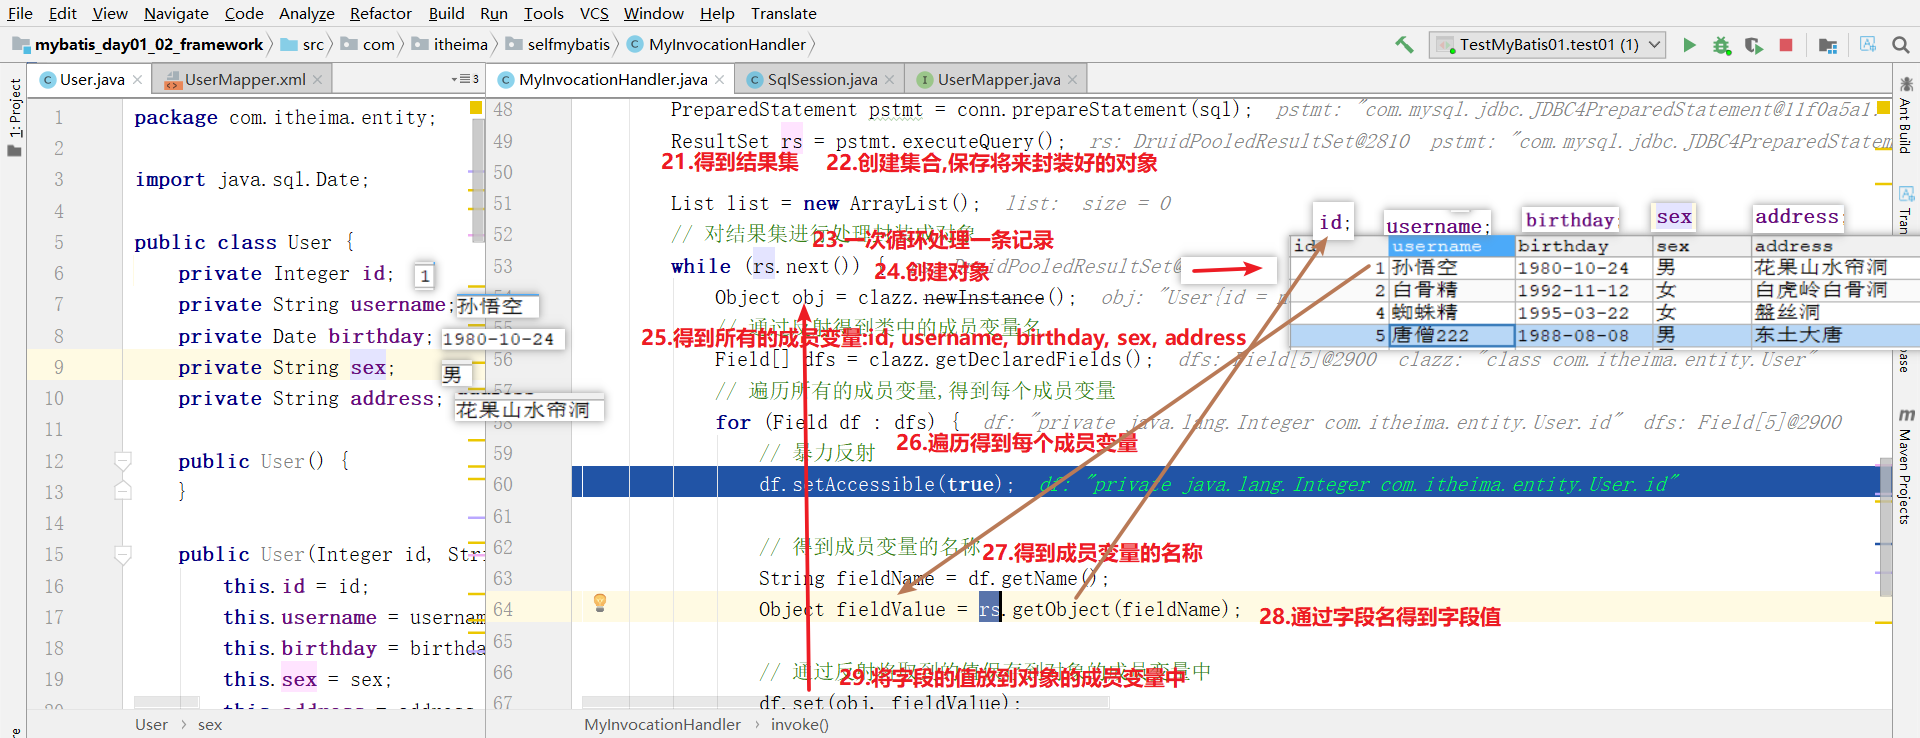 File Edit View Navigate Code Analyze Refactor Build Run Tools VCS Window Help Translate
mybatis_day01_02_framework src com itheima selfmybatis MyInvocationHandler TestMyBatis01.test01 (1)
1: Project
User.java UserMapper.xml 3
1 package com.itheima.entity;
2
3 import java.sql.Date;
4
5 public class User {
6 private Integer id; 1
7 private String username; 孙悟空
8 private Date birthday; 1980-10-24
9 private String sex; 男
10 private String address; 花果山水帘洞
11
12 public User() {
13 }
14
15 public User(Integer id, Stri
16 this.id = id;
17 this.username = usernam
18 this.birthday = birthda
19 this.sex = sex;
this.address = address
User sex
MyInvocationHandler.java SqlSession.java UserMapper.java
48 PreparedStatement pstmt = conn.prepareStatement(sql); pstmt: "com.mysql.jdbc.JDBC4PreparedStatement@11f0a5a1:
49 ResultSet rs = pstmt.executeQuery(); rs: DruidPooledResultSet@2810 pstmt: "com.mysql.jdbc.JDBC4PreparedStatem
21.得到结果集 22.创建集合,保存将来封装好的对象
50
51 List list = new ArrayList(); list: size = 0
52 // 对结果集进行处理封装成对象
23.一次循环处理一条记录
53 while (rs.next()) { DruidPooledResultSet@
24.创建对象
Object obj = clazz.newInstance(); obj: "User{id = n
// 通过反射得到类中的成员变量名
25.得到所有的成员变量:id, username, birthday, sex, address
56 Field[] dfs = clazz.getDeclaredFields(); dfs: Field[5]@2900 clazz: "class com.itheima.entity.User"
57 // 遍历所有的成员变量,得到每个成员变量
58 for (Field df : dfs) { df: "private java.lang.Integer com.itheima.entity.User.id" dfs: Field[5]@2900
26.遍历得到每个成员变量
59 // 暴力反射
60 df.setAccessible(true); df: "private java.lang.Integer com.itheima.entity.User.id"
61
62 // 得到成员变量的名称
27.得到成员变量的名称
63 String fieldName = df.getName();
64 Object fieldValue = rs.getObject(fieldName);
28.通过字段名得到字段值
65
66 // 通过反射将取到的值保存到对象的成员变量中
29.将字段的值放到对象的成员变量中
67 df.set(obj, fieldValue);
MyInvocationHandler invoke()
id; username; birthday sex address
id username birthday sex address
1 孙悟空 1980-10-24 男 花果山水帘洞
2 白骨精 1992-11-12 女 白虎岭白骨洞
4 蜘蛛精 1995-03-22 女 盤丝洞
5 唐僧222 1988-08-08 男 东土大唐
Ant Build
Tran
base
Maven Projects